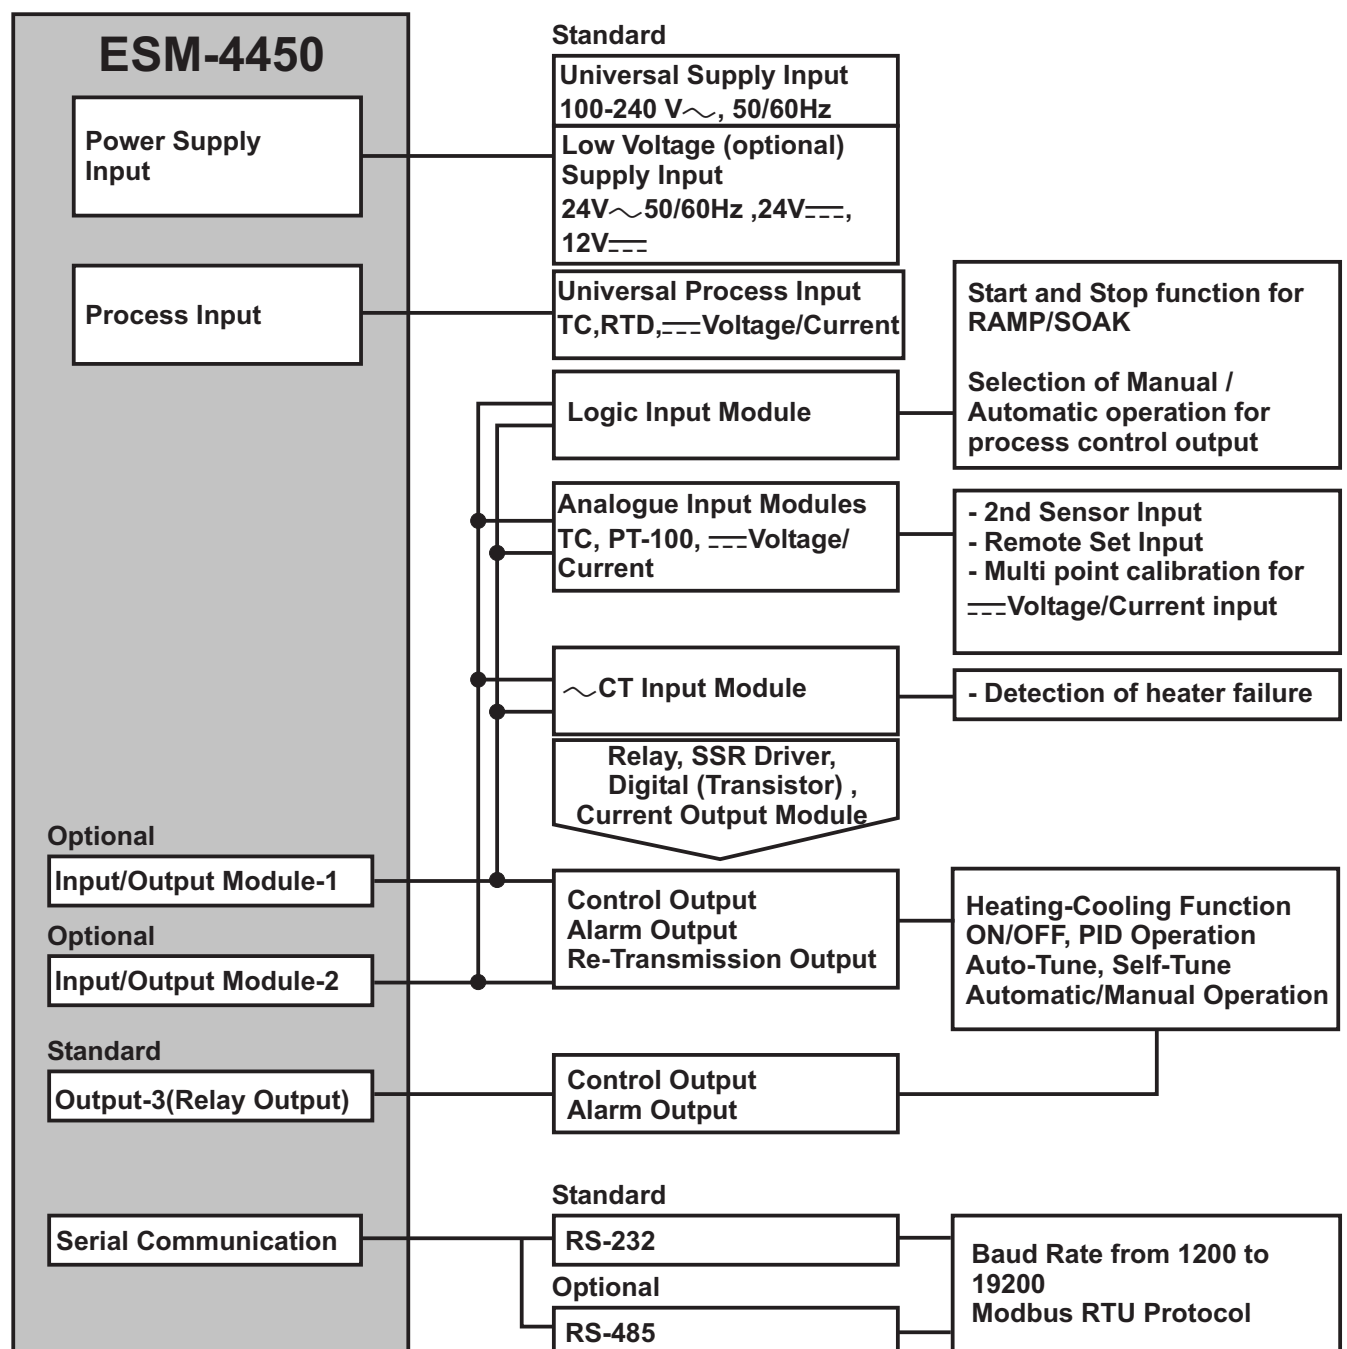 ESM-4450
Power Supply
Input
Process Input
Optional
Input/Output Module-1
Optional
Input/Output Module-2
Standard
Output-3(Relay Output)
Serial Communication
Standard
Universal Supply Input
100-240 V~, 50/60Hz
Low Voltage (optional)
Supply Input
24V~50/60Hz ,24V⎓,
12V⎓
Universal Process Input
TC,RTD,⎓Voltage/Current
Logic Input Module
Analogue Input Modules
TC, PT-100, ⎓Voltage/
Current
~CT Input Module
Relay, SSR Driver,
Digital (Transistor) ,
Current Output Module
Control Output
Alarm Output
Re-Transmission Output
Control Output
Alarm Output
Standard
RS-232
Optional
RS-485
Start and Stop function for
RAMP/SOAK
Selection of Manual /
Automatic operation for
process control output
- 2nd Sensor Input
- Remote Set Input
- Multi point calibration for
⎓Voltage/Current input
- Detection of heater failure
Heating-Cooling Function
ON/OFF, PID Operation
Auto-Tune, Self-Tune
Automatic/Manual Operation
Baud Rate from 1200 to
19200
Modbus RTU Protocol